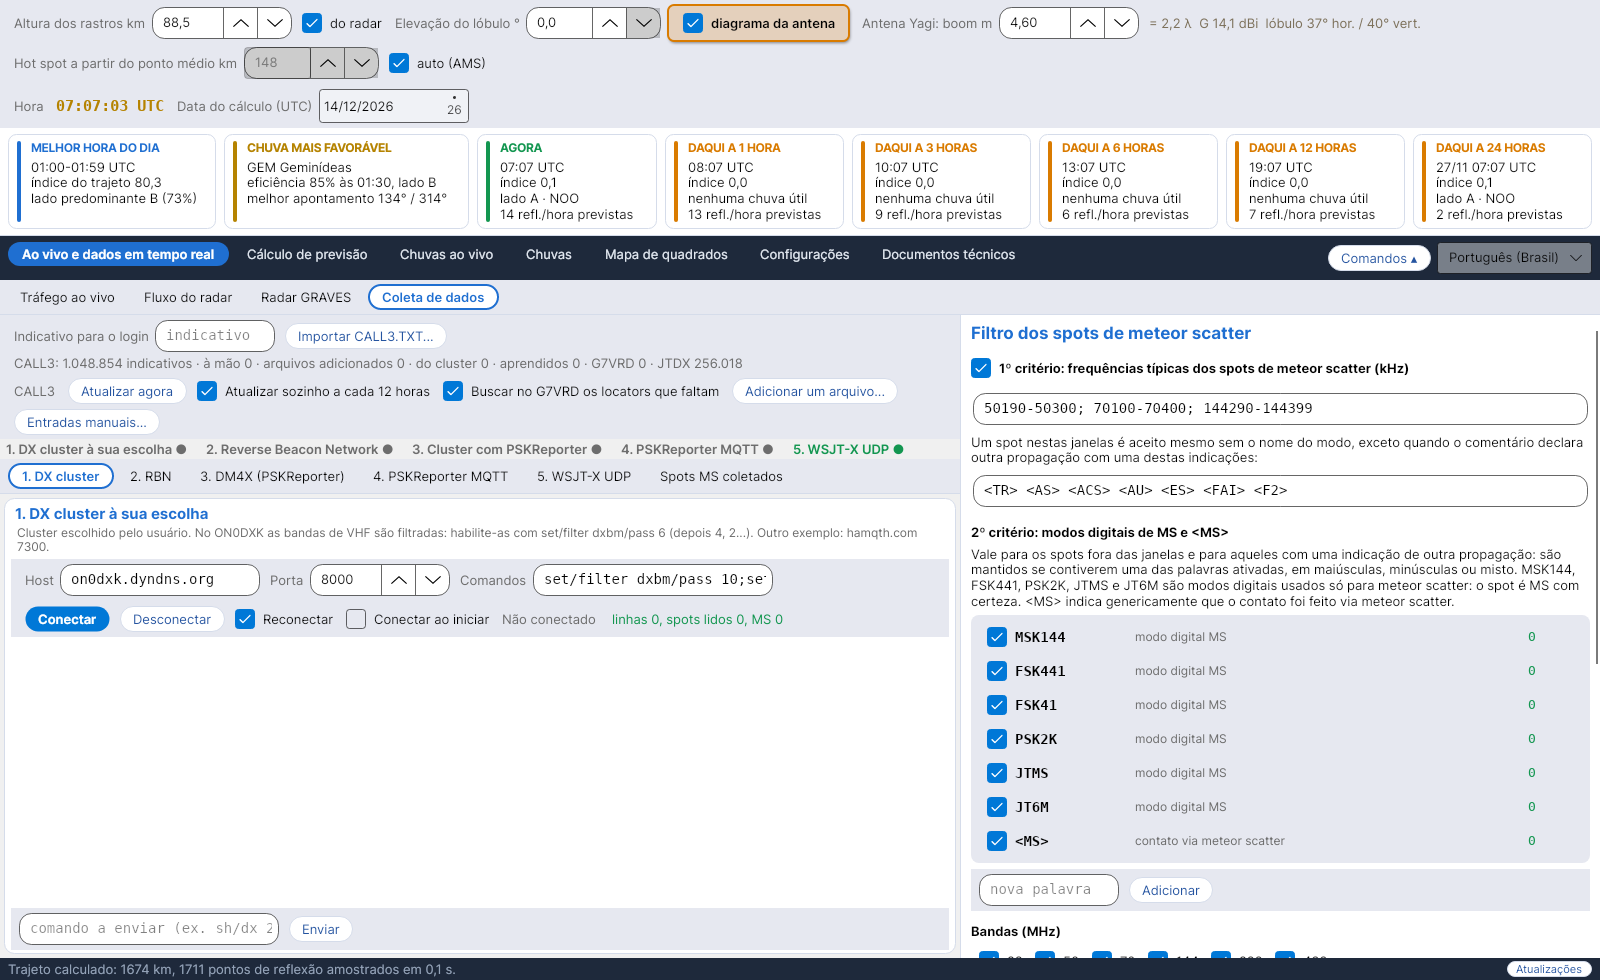 Altura dos rastros km 88,5 do radar Elevação do lóbulo ° 0,0 diagrama da antena Antena Yagi: boom m 4,60 = 2,2 λ G 14,1 dBi lóbulo 37° hor. / 40° vert.
Hot spot a partir do ponto médio km 148 auto (AMS)
Hora 07:07:03 UTC Data do cálculo (UTC) 14/12/2026 26
MELHOR HORA DO DIA
01:00-01:59 UTC
índice do trajeto 80,3
lado predominante B (73%)
CHUVA MAIS FAVORÁVEL
GEM Geminídeas
eficiência 85% às 01:30, lado B
melhor apontamento 134° / 314°
AGORA
07:07 UTC
índice 0,1
lado A · NOO
14 refl./hora previstas
DAQUI A 1 HORA
08:07 UTC
índice 0,0
nenhuma chuva útil
13 refl./hora previstas
DAQUI A 3 HORAS
10:07 UTC
índice 0,0
nenhuma chuva útil
9 refl./hora previstas
DAQUI A 6 HORAS
13:07 UTC
índice 0,0
nenhuma chuva útil
6 refl./hora previstas
DAQUI A 12 HORAS
19:07 UTC
índice 0,0
nenhuma chuva útil
7 refl./hora previstas
DAQUI A 24 HORAS
27/11 07:07 UTC
índice 0,1
lado A · NOO
2 refl./hora previstas
Ao vivo e dados em tempo real Cálculo de previsão Chuvas ao vivo Chuvas Mapa de quadrados Configurações Documentos técnicos Comandos ▴ Português (Brasil)
Tráfego ao vivo Fluxo do radar Radar GRAVES Coleta de dados
Indicativo para o login indicativo Importar CALL3.TXT...
CALL3: 1.048.854 indicativos · à mão 0 · arquivos adicionados 0 · do cluster 0 · aprendidos 0 · G7VRD 0 · JTDX 256.018
CALL3 Atualizar agora Atualizar sozinho a cada 12 horas Buscar no G7VRD os locators que faltam Adicionar um arquivo...
Entradas manuais...
1. DX cluster à sua escolha ● 2. Reverse Beacon Network ● 3. Cluster com PSKReporter ● 4. PSKReporter MQTT ● 5. WSJT-X UDP ●
1. DX cluster 2. RBN 3. DM4X (PSKReporter) 4. PSKReporter MQTT 5. WSJT-X UDP Spots MS coletados
1. DX cluster à sua escolha
Cluster escolhido pelo usuário. No ON0DXK as bandas de VHF são filtradas: habilite-as com set/filter dxbm/pass 6 (depois 4, 2...). Outro exemplo: hamqth.com
7300.
Host on0dxk.dyndns.org Porta 8000 Comandos set/filter dxbm/pass 10;se
Conectar Desconectar Reconectar Conectar ao iniciar Não conectado linhas 0, spots lidos 0, MS 0
comando a enviar (ex. sh/dx 2 Enviar
Filtro dos spots de meteor scatter
1º critério: frequências típicas dos spots de meteor scatter (kHz)
50190-50300; 70100-70400; 144290-144399
Um spot nestas janelas é aceito mesmo sem o nome do modo, exceto quando o comentário declara
outra propagação com uma destas indicações:
<TR> <AS> <ACS> <AU> <ES> <FAI> <F2>
2º critério: modos digitais de MS e <MS>
Vale para os spots fora das janelas e para aqueles com uma indicação de outra propagação: são
mantidos se contiverem uma das palavras ativadas, em maiúsculas, minúsculas ou misto. MSK144,
FSK441, PSK2K, JTMS e JT6M são modos digitais usados só para meteor scatter: o spot é MS com
certeza. <MS> indica genericamente que o contato foi feito via meteor scatter.
MSK144 modo digital MS 0
FSK441 modo digital MS 0
FSK41 modo digital MS 0
PSK2K modo digital MS 0
JTMS modo digital MS 0
JT6M modo digital MS 0
<MS> contato via meteor scatter 0
nova palavra Adicionar
Bandas (MHz)
Trajeto calculado: 1674 km, 1711 pontos de reflexão amostrados em 0,1 s. Atualizações